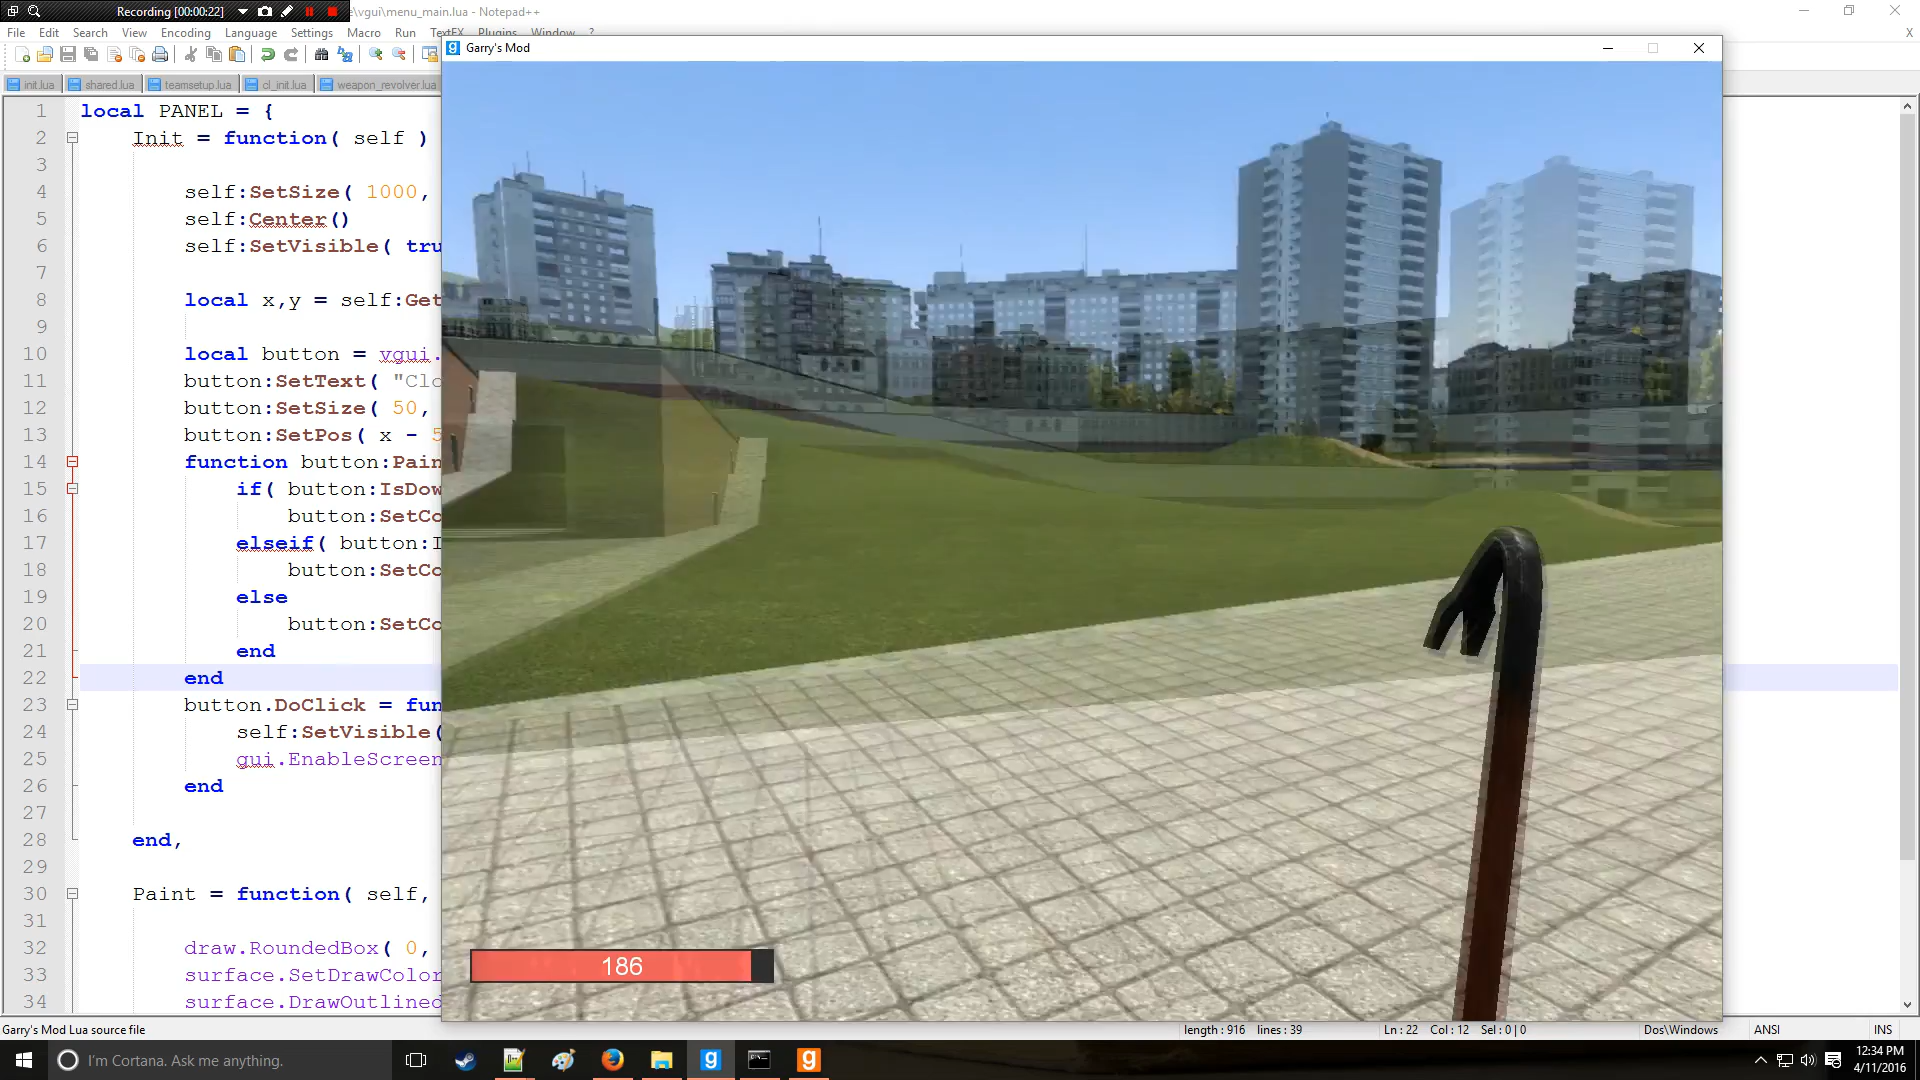 Recording [00:00:22]
e\vgui\menu_main.lua - Notepad++
File Edit Search View Encoding Language Settings Macro Run TextFX Plugins Window ?
X
init.lua shared.lua teamsetup.lua cl_init.lua weapon_revolver.lua
Garry's Mod
1 local PANEL = {
2 Init = function( self )
3
4 self:SetSize( 1000,
5 self:Center()
6 self:SetVisible( tru
7
8 local x,y = self:Get
9
10 local button = vgui.
11 button:SetText( "Clo
12 button:SetSize( 50,
13 button:SetPos( x - 5
14 function button:Pain
15 if( button:IsDow
16 button:SetCo
17 elseif( button:I
18 button:SetCo
19 else
20 button:SetCo
21 end
22 end
23 button.DoClick = fun
24 self:SetVisible(
25 gui.EnableScreen
26 end
27
28 end,
29
30 Paint = function( self,
31
32 draw.RoundedBox( 0,
33 surface.SetDrawColor
34 surface.DrawOutlined
186
Garry's Mod Lua source file
length : 916 lines : 39
Ln : 22 Col : 12 Sel : 0 | 0
Dos\Windows
ANSI
INS
I'm Cortana. Ask me anything.
12:34 PM
4/11/2016